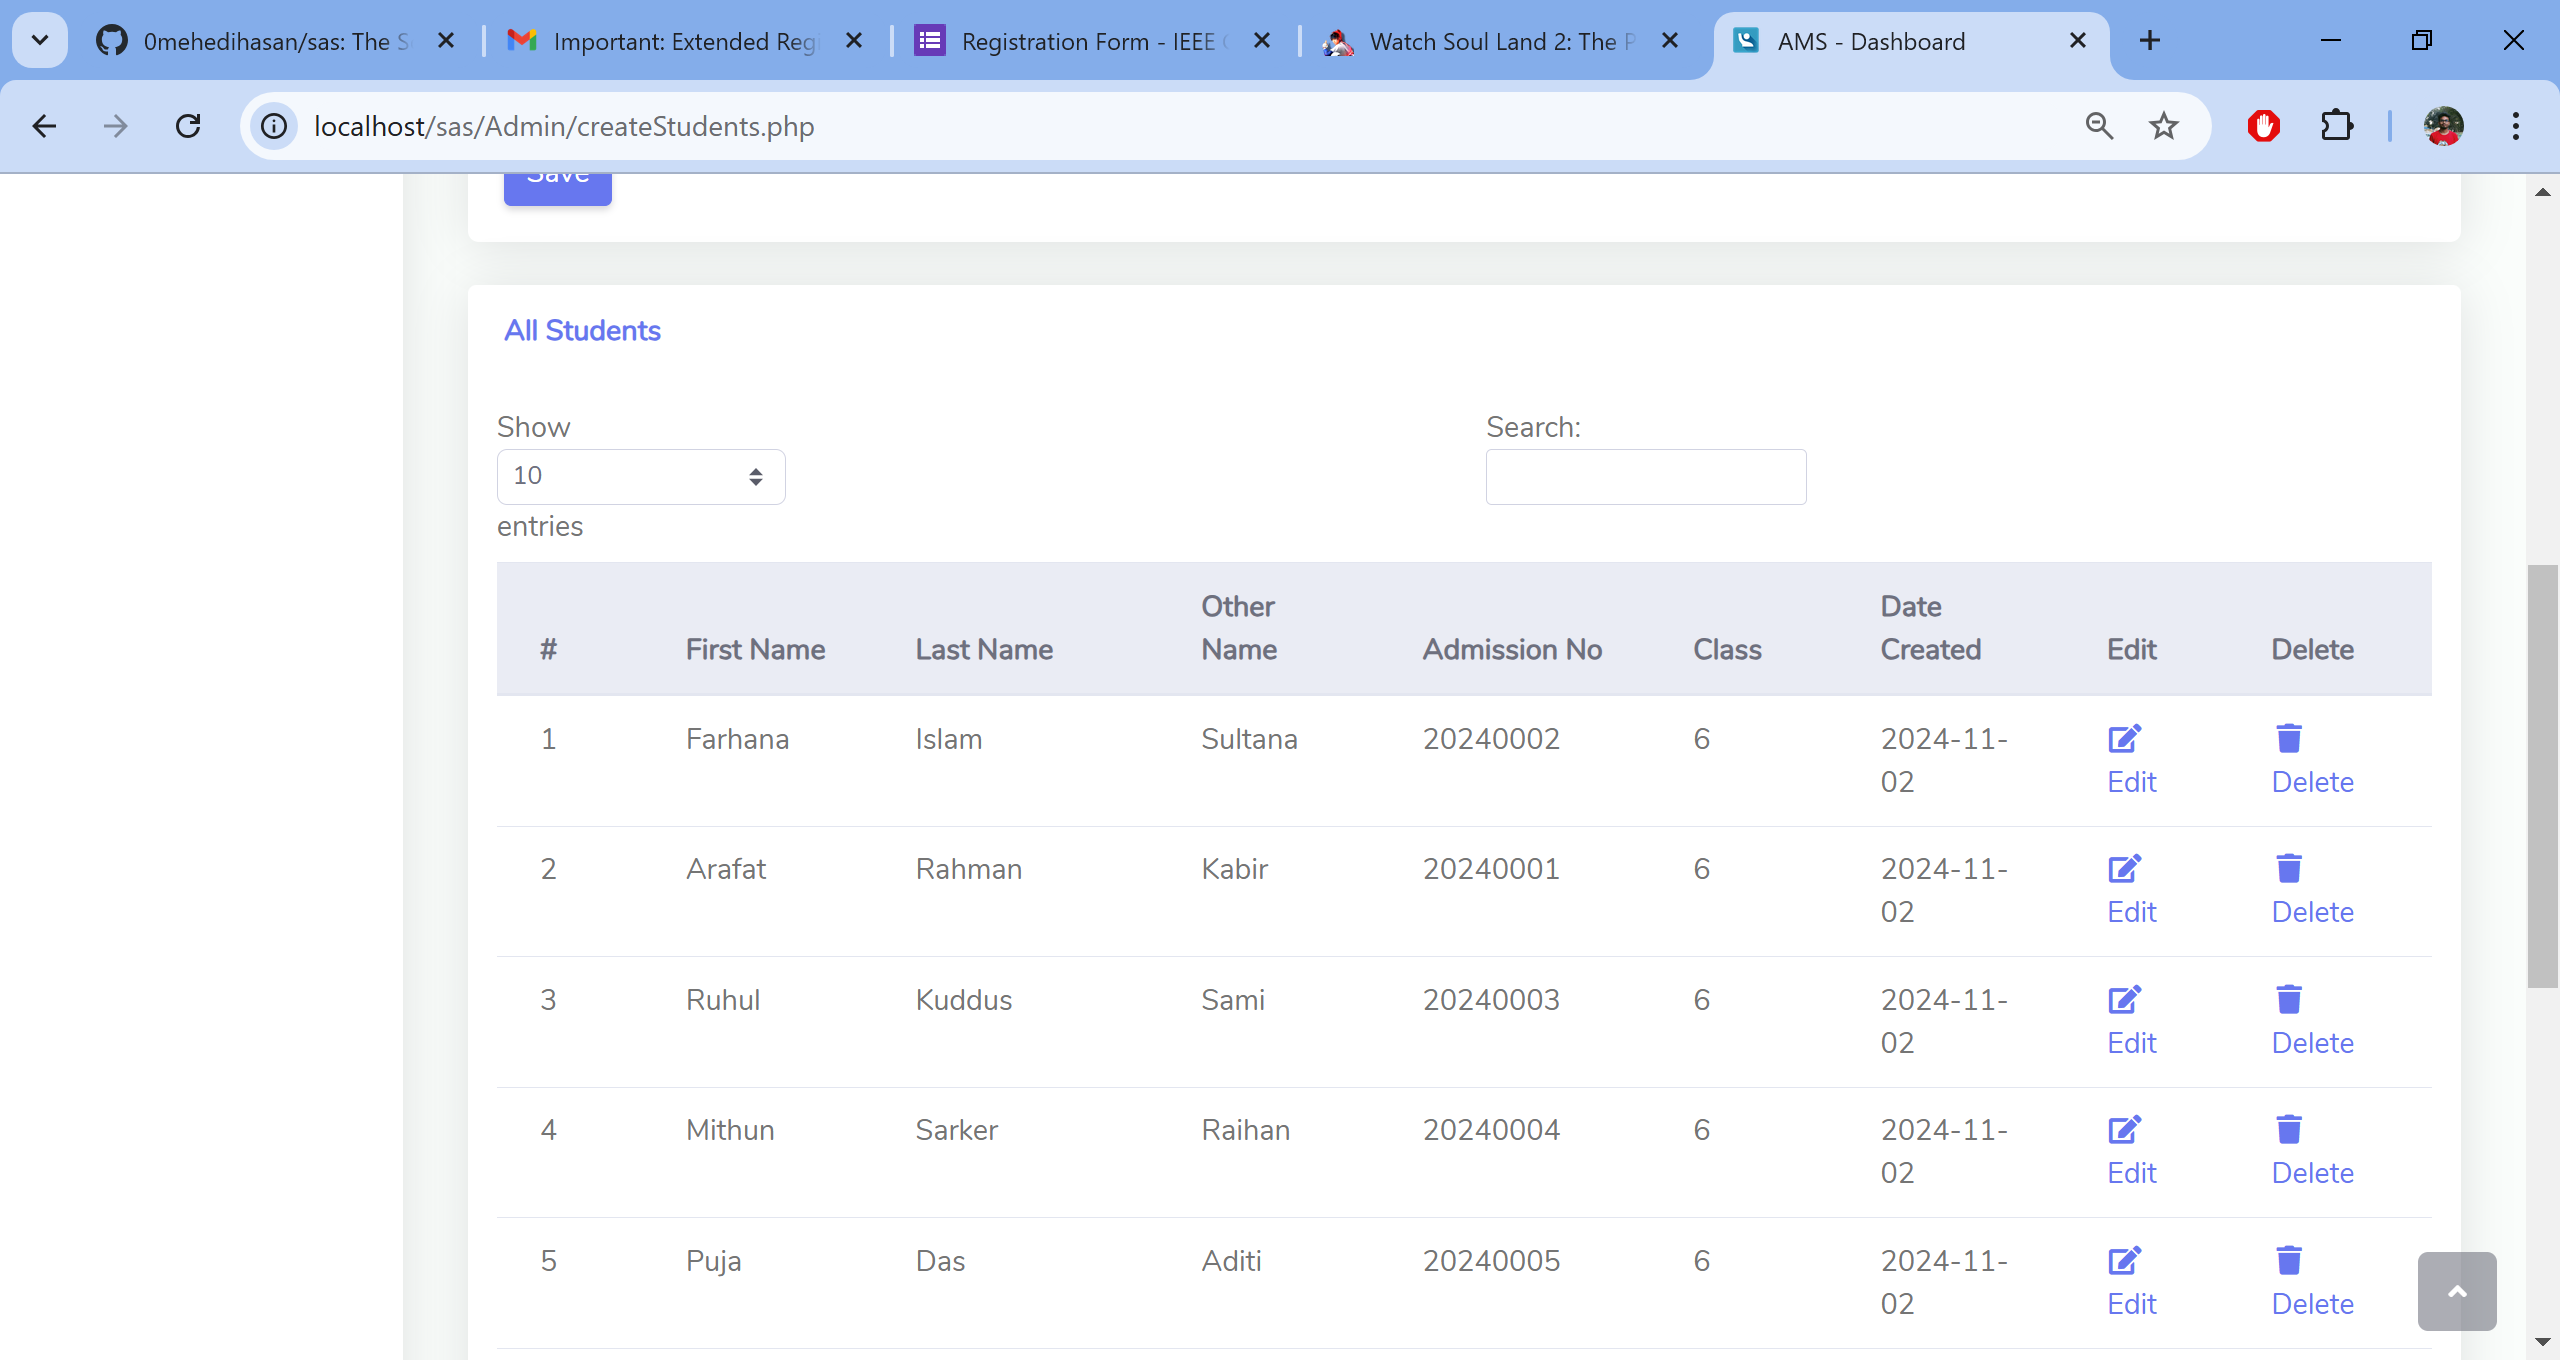 0mehedihasan/sas: The S
Important: Extended Regi
Registration Form - IEEE
Watch Soul Land 2: The P
AMS - Dashboard
localhost/sas/Admin/createStudents.php
Save
All Students
Show
10
entries
Search:
# First Name Last Name Other Name Admission No Class Date Created Edit Delete
1 Farhana Islam Sultana 20240002 6 2024-11-02 Edit Delete
2 Arafat Rahman Kabir 20240001 6 2024-11-02 Edit Delete
3 Ruhul Kuddus Sami 20240003 6 2024-11-02 Edit Delete
4 Mithun Sarker Raihan 20240004 6 2024-11-02 Edit Delete
5 Puja Das Aditi 20240005 6 2024-11-02 Edit Delete